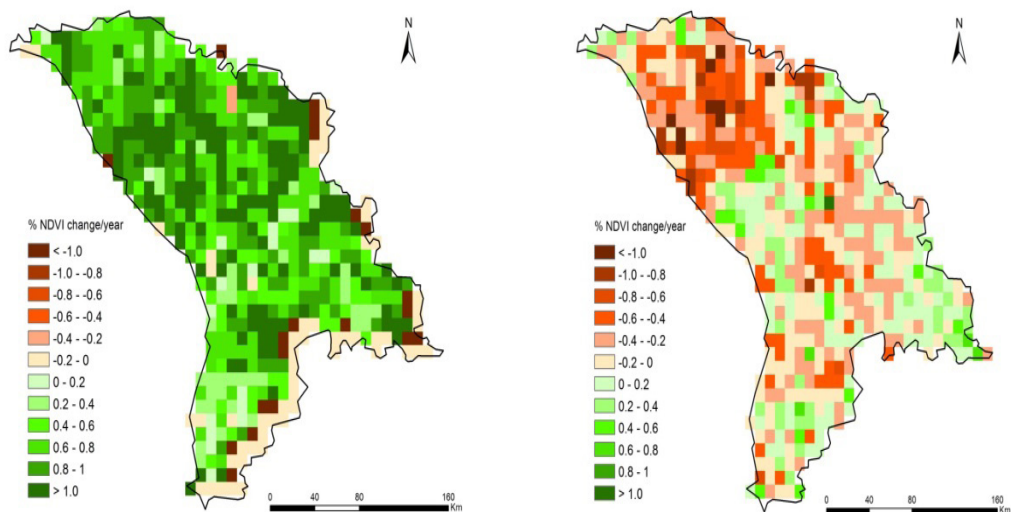 N
% NDVI change/year
< -1.0
-1.0 - -0.8
-0.8 - -0.6
-0.6 - -0.4
-0.4 - -0.2
-0.2 - 0
0 - 0.2
0.2 - 0.4
0.4 - 0.6
0.6 - 0.8
0.8 - 1
> 1.0
0 40 80 160
Km
N
% NDVI change/year
< -1.0
-1.0 - -0.8
-0.8 - -0.6
-0.6 - -0.4
-0.4 - -0.2
-0.2 - 0
0 - 0.2
0.2 - 0.4
0.4 - 0.6
0.6 - 0.8
0.8 - 1
> 1.0
0 40 80 160
Km